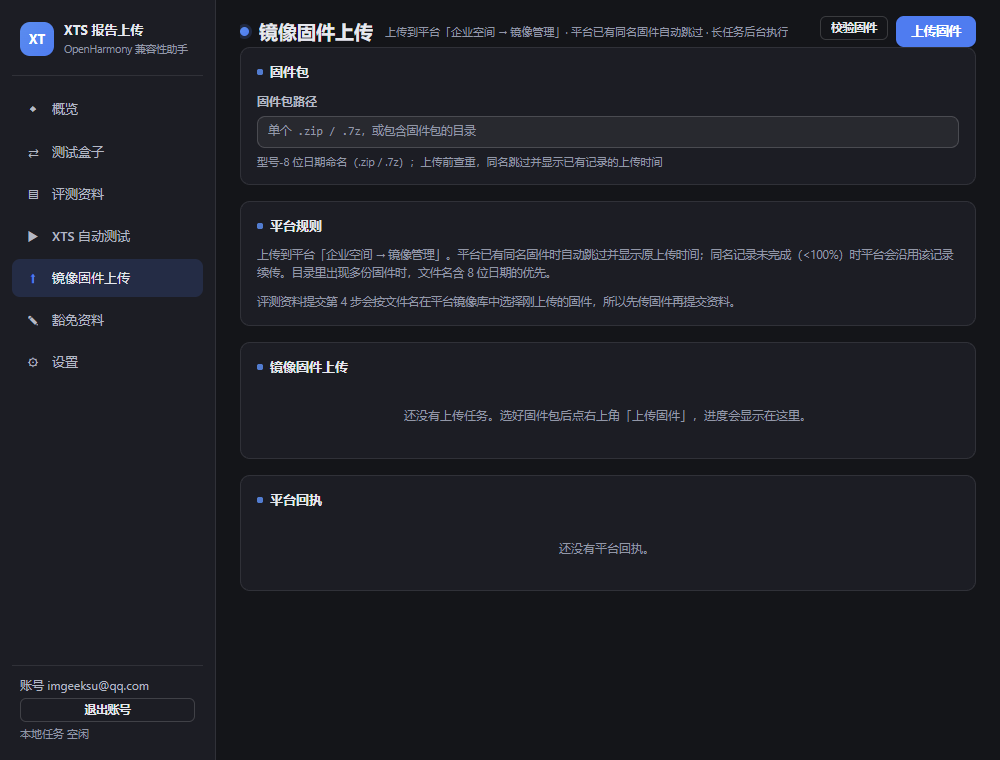 XT
XTS 报告上传
OpenHarmony 兼容性助手
概览
测试盒子
评测资料
XTS 自动测试
镜像固件上传
豁免资料
设置
账号 imgeeksu@qq.com
退出账号
本地任务 空闲
镜像固件上传
上传到平台「企业空间 → 镜像管理」· 平台已有同名固件自动跳过 · 长任务后台执行
校验固件
上传固件
固件包
固件包路径
单个 .zip / .7z，或包含固件包的目录
型号-8 位日期命名（.zip / .7z）；上传前查重，同名跳过并显示已有记录的上传时间
平台规则
上传到平台「企业空间 → 镜像管理」。平台已有同名固件时自动跳过并显示原上传时间；同名记录未完成（<100%）时平台会沿用该记录
续传。目录里出现多份固件时，文件名含 8 位日期的优先。
评测资料提交第 4 步会按文件名在平台镜像库中选择刚上传的固件，所以先传固件再提交资料。
镜像固件上传
还没有上传任务。选好固件包后点右上角「上传固件」，进度会显示在这里。
平台回执
还没有平台回执。